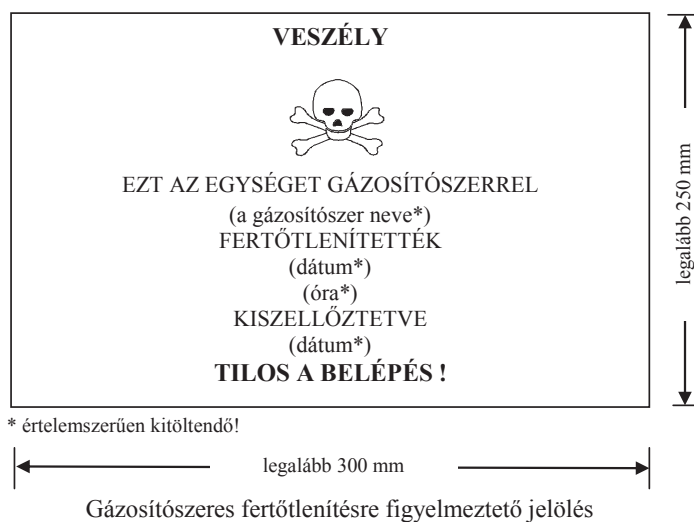 VESZÉLY
EZT AZ EGYSÉGET GÁZOSÍTÓSZERREL
(a gázosítószer neve*)
FERTŐTLENÍTETTÉK
(dátum*)
(óra*)
KISZELLŐZTETVE
(dátum*)
TILOS A BELÉPÉS !
legalább 250 mm
* értelemszerűen kitöltendő!
legalább 300 mm
Gázosítószeres fertőtlenítésre figyelmeztető jelölés